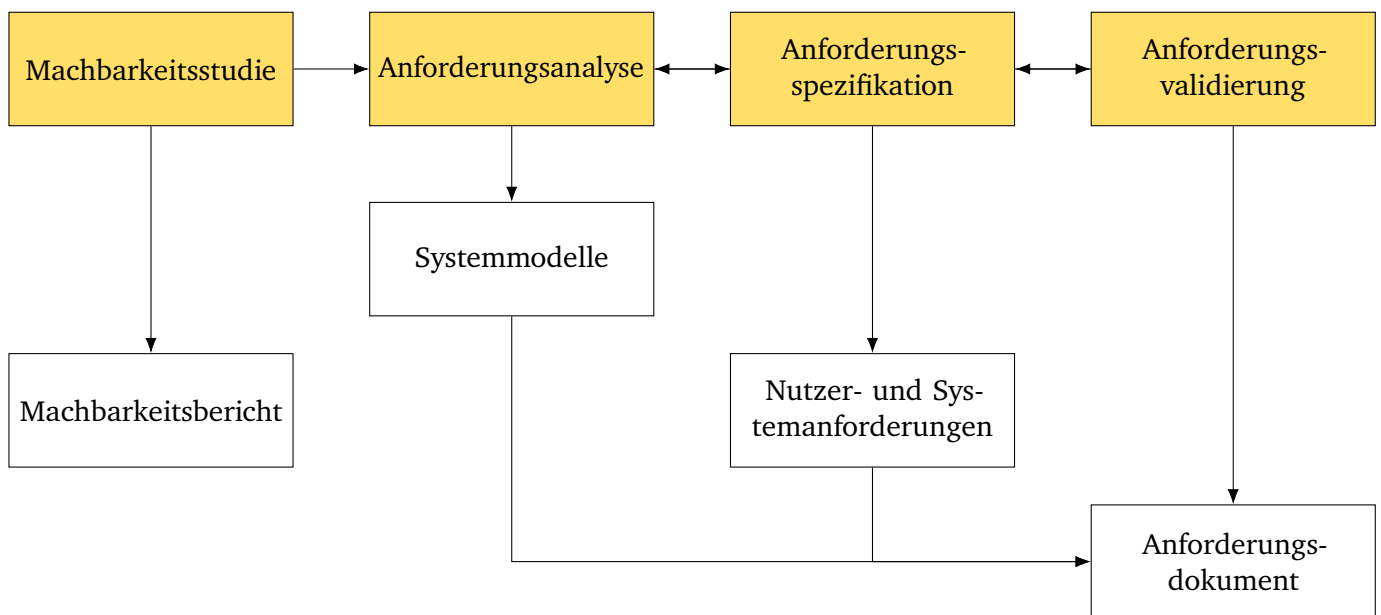 Machbarkeitsstudie
Anforderungsanalyse
Anforderungs-
spezifikation
Anforderungs-
validierung
Systemmodelle
Machbarkeitsbericht
Nutzer- und Sys-
temanforderungen
Anforderungs-
dokument